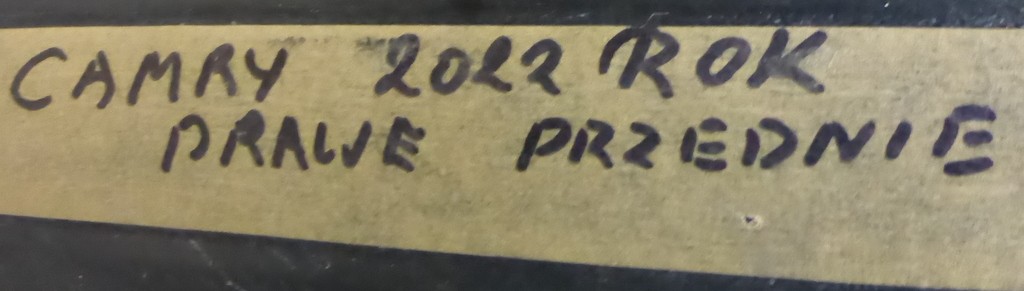 CAMRY 2022 ROK
PRAWE PRZEDNIE